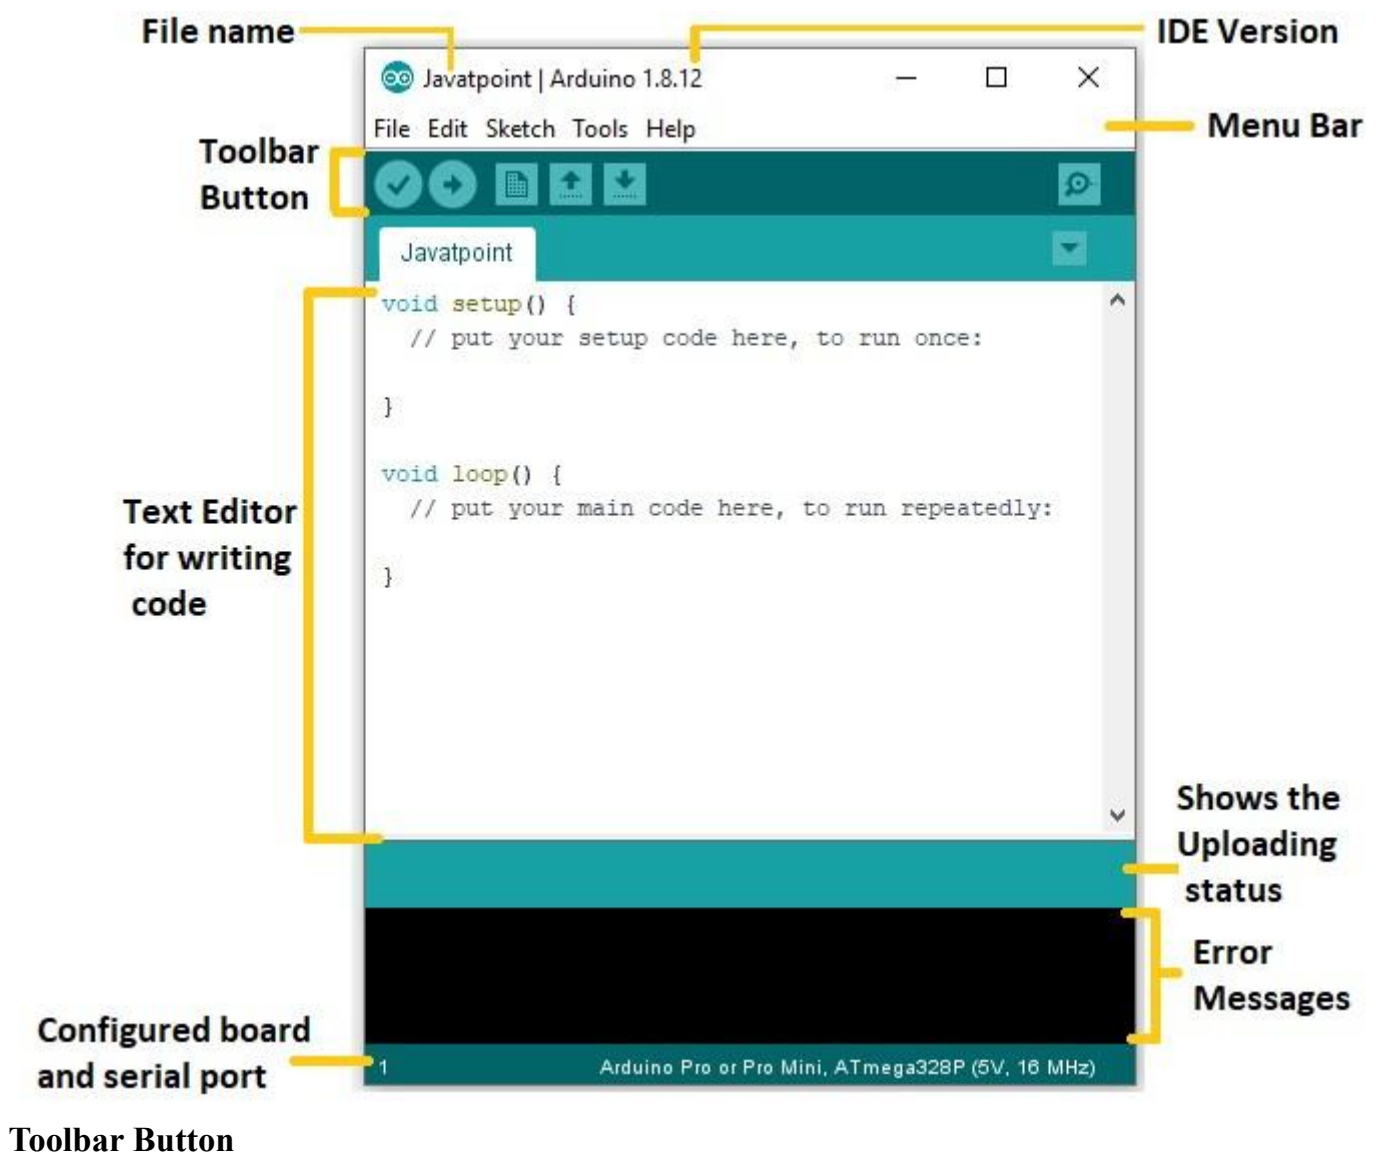 File name
IDE Version
Javatpoint | Arduino 1.8.12
File Edit Sketch Tools Help
Menu Bar
Toolbar
Button
Javatpoint
void setup() {
// put your setup code here, to run once:
}
void loop() {
// put your main code here, to run repeatedly:
}
Text Editor
for writing
code
Shows the
Uploading
status
Error
Messages
Configured board
and serial port
1
Arduino Pro or Pro Mini, ATmega328P (5V, 16 MHz)
Toolbar Button